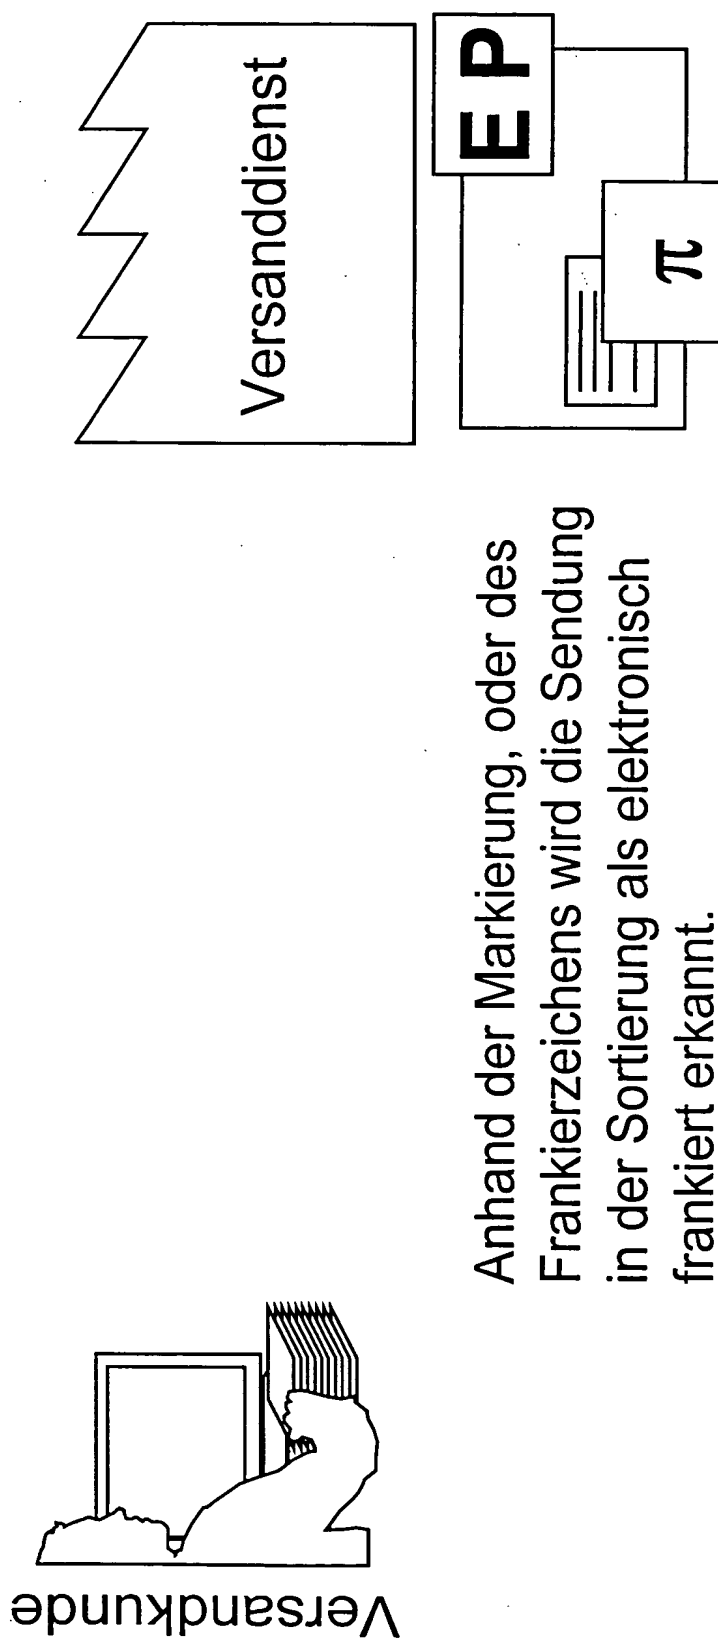 Versandkunde
Versanddienst
Anhand der Markierung, oder des
Frankierzeichens wird die Sendung
in der Sortierung als elektronisch
frankiert erkannt.
E P
π